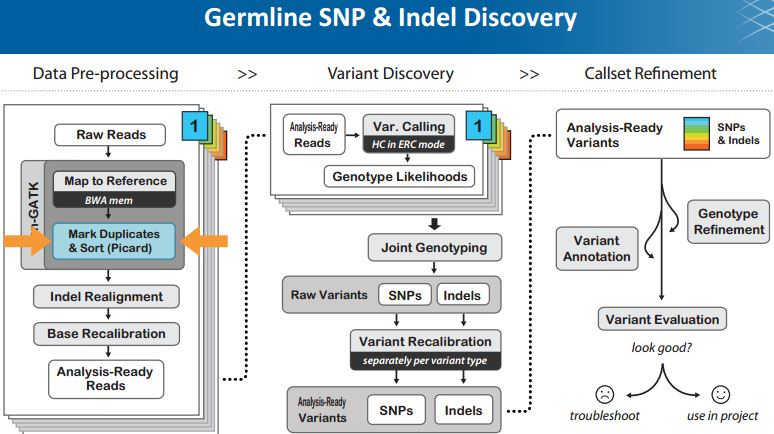 Germline SNP & Indel Discovery
Data Pre-processing >> Variant Discovery >> Callset Refinement
1
Raw Reads
Map to Reference
BWA mem
Mark Duplicates
& Sort (Picard)
Indel Realignment
Base Recalibration
Analysis-Ready
Reads
1
Analysis-Ready
Reads
Var. Calling
HC in ERC mode
Genotype Likelihoods
Joint Genotyping
Raw Variants
SNPs
Indels
Variant Recalibration
separately per variant type
Analysis-Ready
Variants
SNPs
Indels
Analysis-Ready
Variants
SNPs
& Indels
Genotype
Refinement
Variant
Annotation
Variant Evaluation
look good?
troubleshoot
use in project